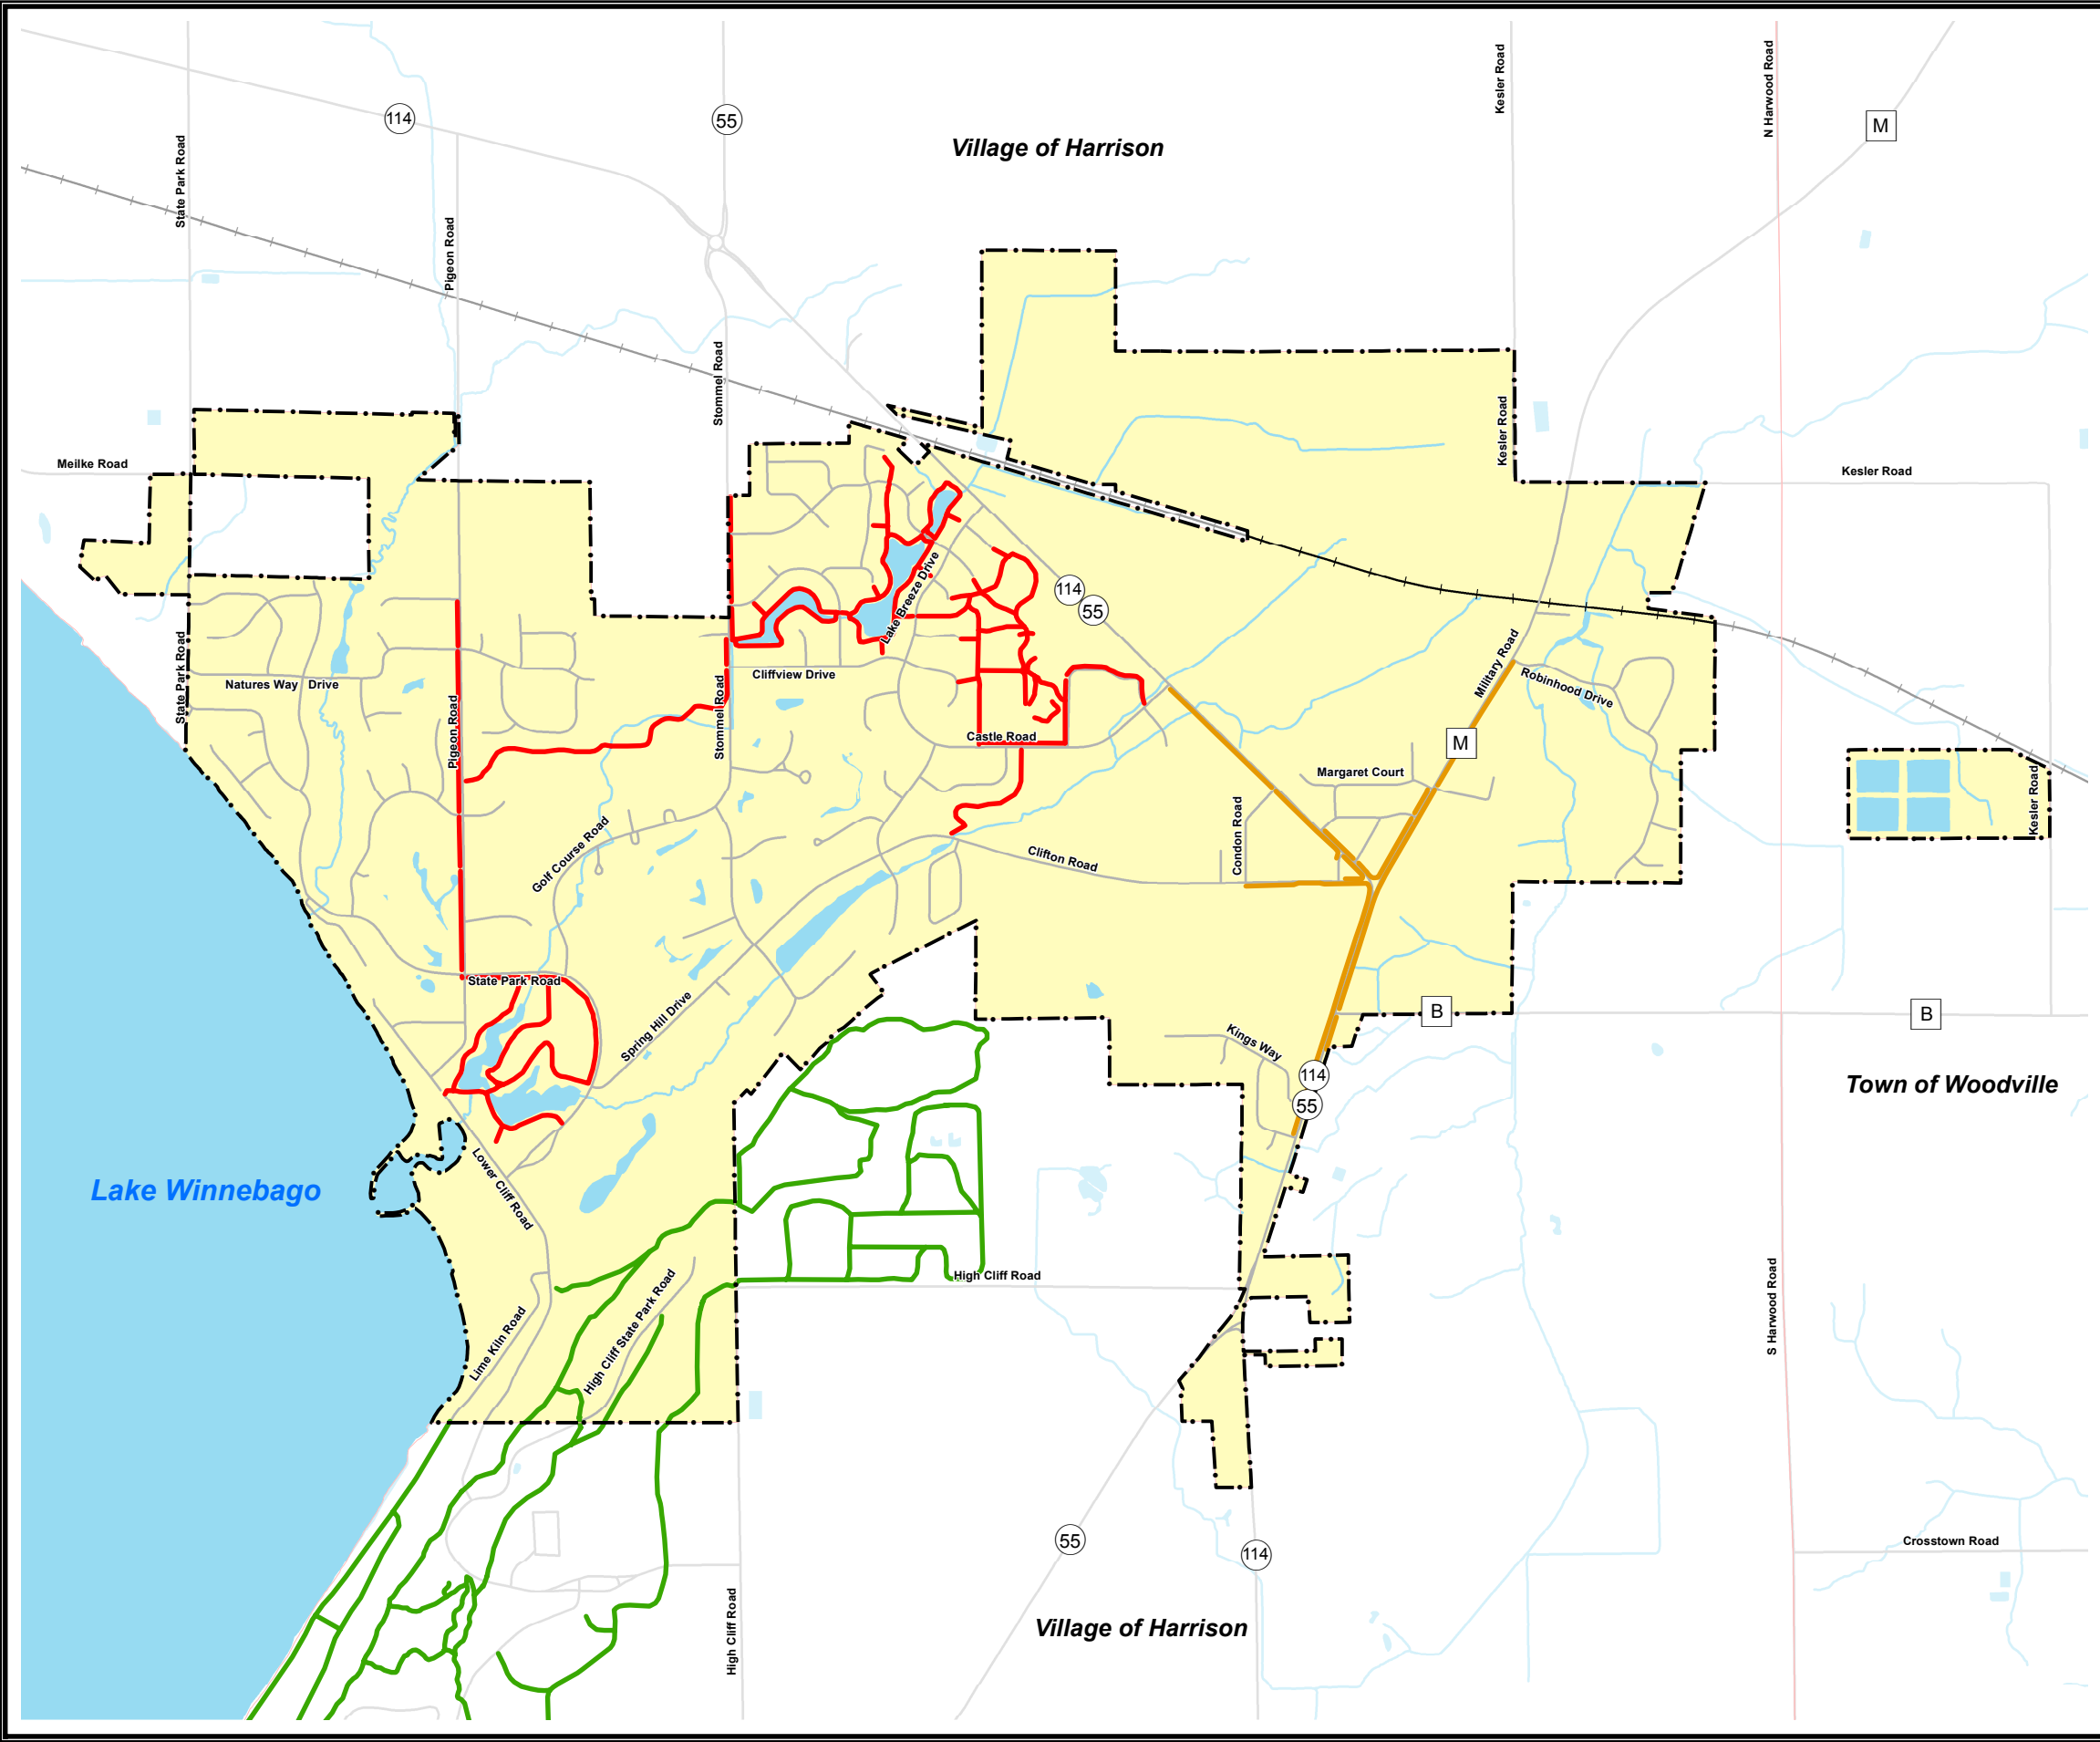 Kesler Road
N Harwood Road
114
55
M
Village of Harrison
State Park Road
Pigeon Road
Stommel Road
Meilke Road
Kesler Road
Kesler Road
114
55
Lake Breeze Drive
State Park Road
Natures Way Drive
Cliffview Drive
Military Road
Robinhood Drive
Pigeon Road
Stommel Road
Castle Road
M
Margaret Court
Kesler Road
Condon Road
Golf Course Road
Clifton Road
State Park Road
Spring Hill Drive
B
B
Kings Way
114
55
Town of Woodville
Lake Winnebago
Lower Cliff Road
High Cliff Road
Lime Kiln Road
High Cliff State Park Road
S Harwood Road
55
114
Crosstown Road
High Cliff Road
Village of Harrison